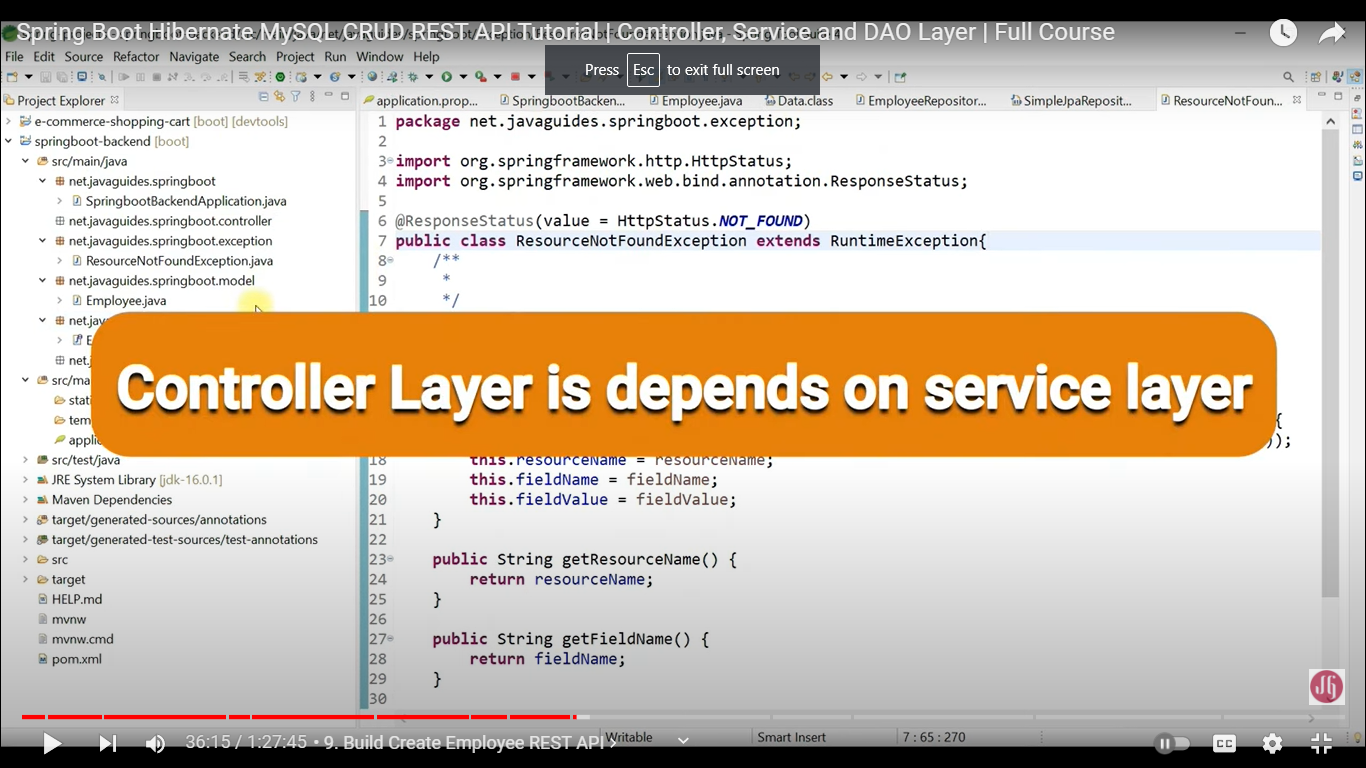 Spring Boot Hibernate MySQL CRUD REST API Tutorial | Controller, Service and DAO Layer | Full Course
File Edit Source Refactor Navigate Search Project Run Window Help
Press Esc to exit full screen
Project Explorer
application.prop...
SpringbootBacken...
Employee.java
Data.class
EmployeeRepositor...
SimpleJpaReposit...
ResourceNotFoun...
e-commerce-shopping-cart [boot] [devtools]
springboot-backend [boot]
src/main/java
net.javaguides.springboot
SpringbootBackendApplication.java
net.javaguides.springboot.controller
net.javaguides.springboot.exception
ResourceNotFoundException.java
net.javaguides.springboot.model
Employee.java
net.jav
E
net.j
src/ma
stati
tem
applic
src/test/java
JRE System Library [jdk-16.0.1]
Maven Dependencies
target/generated-sources/annotations
target/generated-test-sources/test-annotations
src
target
HELP.md
mvnw
mvnw.cmd
pom.xml
1 package net.javaguides.springboot.exception;
2
3 import org.springframework.http.HttpStatus;
4 import org.springframework.web.bind.annotation.ResponseStatus;
5
6 @ResponseStatus(value = HttpStatus.NOT_FOUND)
7 public class ResourceNotFoundException extends RuntimeException{
8 /**
9 *
10 */
Controller Layer is depends on service layer
{
));
18 this.resourceName = resourceName;
19 this.fieldName = fieldName;
20 this.fieldValue = fieldValue;
21 }
22
23 public String getResourceName() {
24 return resourceName;
25 }
26
27 public String getFieldName() {
28 return fieldName;
29 }
30
JG
36:15 / 1:27:45 • 9. Build Create Employee REST API >
Writable
Smart Insert
7 : 65 : 270
CC